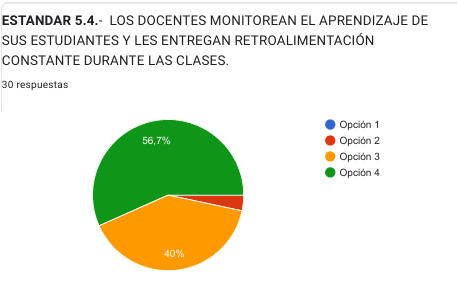 ESTANDAR 5.4.- LOS DOCENTES MONITOREAN EL APRENDIZAJE DE
SUS ESTUDIANTES Y LES ENTREGAN RETROALIMENTACIÓN
CONSTANTE DURANTE LAS CLASES.
30 respuestas
56,7%
40%
Opción 1
Opción 2
Opción 3
Opción 4